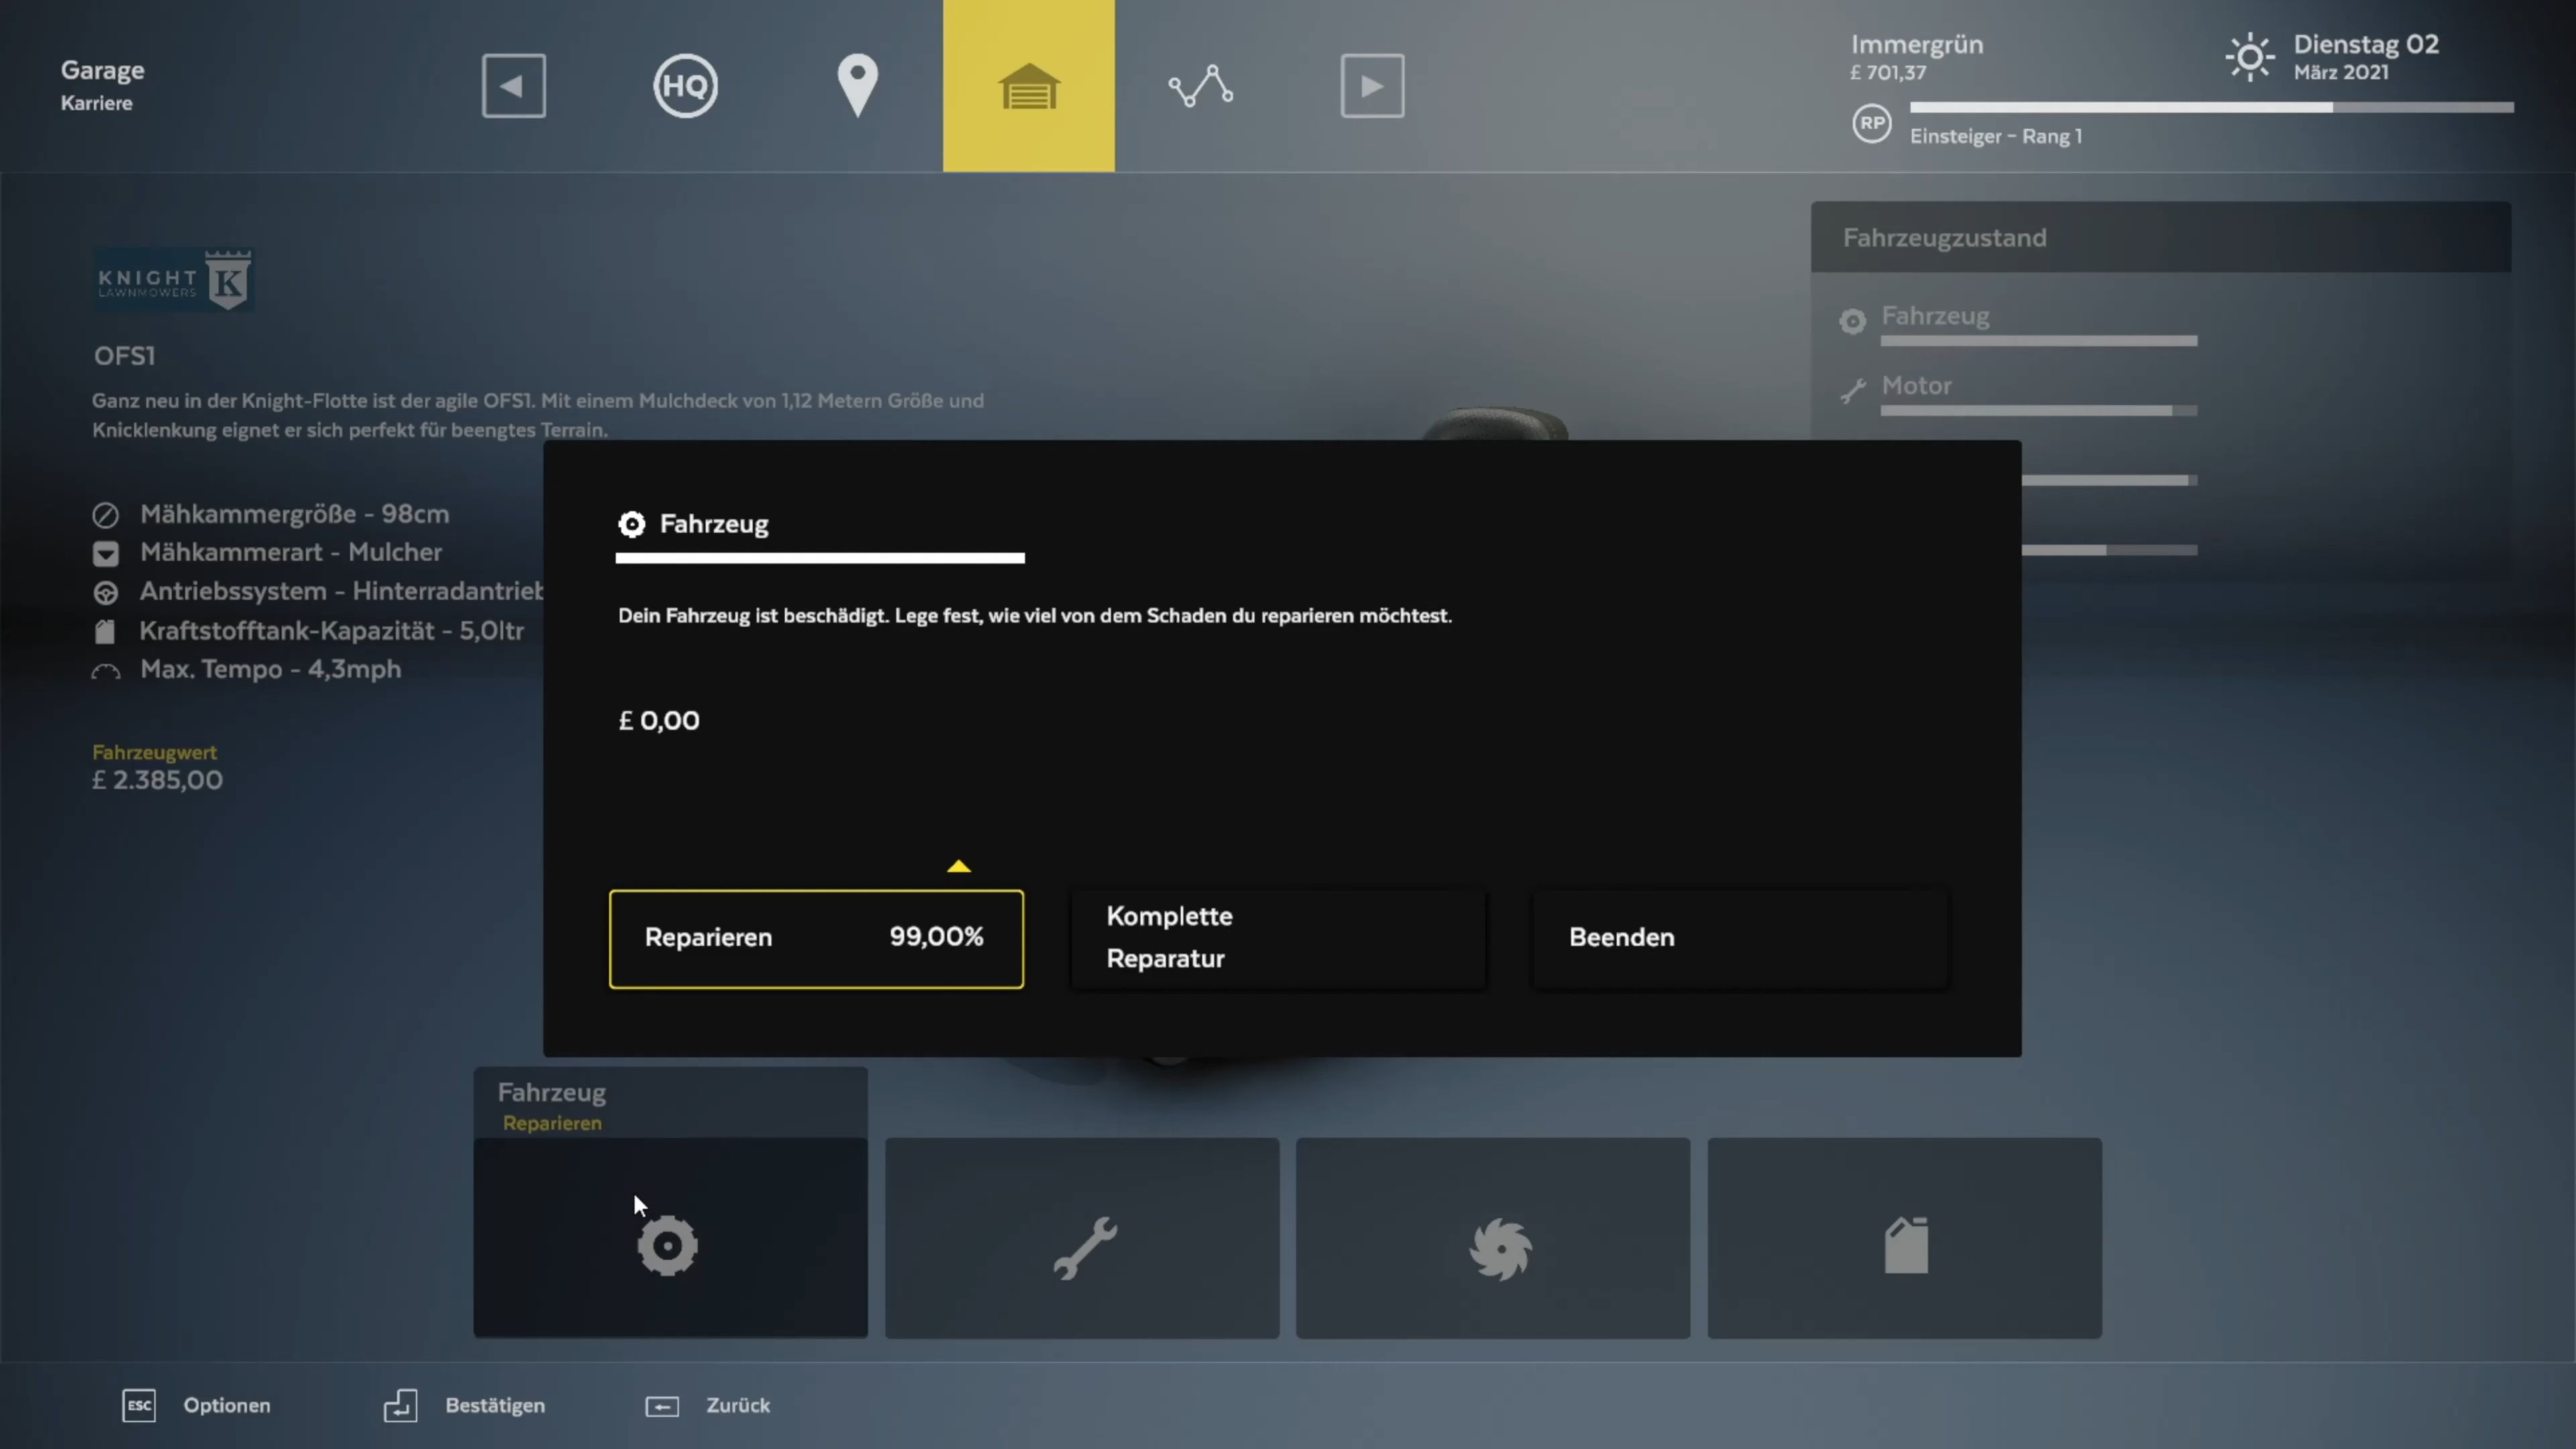 Garage
Karriere
HQ
Immergrün
£ 701,37
Dienstag 02
März 2021
RP
Einsteiger - Rang 1
KNIGHT
LAWNMOWERS
K
OFS1
Ganz neu in der Knight-Flotte ist der agile OFS1. Mit einem Mulchdeck von 1,12 Metern Größe und
Knicklenkung eignet er sich perfekt für beengtes Terrain.
Mähkammergröße - 98cm
Mähkammerart - Mulcher
Antriebssystem - Hinterradantrieb
Kraftstofftank-Kapazität - 5,0ltr
Max. Tempo - 4,3mph
Fahrzeugwert
£ 2.385,00
Fahrzeugzustand
Fahrzeug
Motor
Fahrzeug
Dein Fahrzeug ist beschädigt. Lege fest, wie viel von dem Schaden du reparieren möchtest.
£ 0,00
Reparieren 99,00%
Komplette
Reparatur
Beenden
Fahrzeug
Reparieren
ESC Optionen
Bestätigen
Zurück